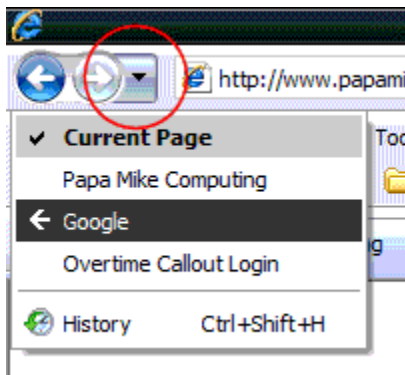 http://www.papami
Current Page
Too
Papa Mike Computing
Google
g
Overtime Callout Login
History Ctrl+Shift+H